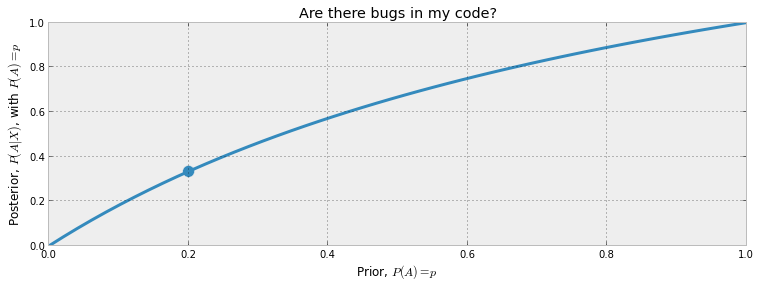 Are there bugs in my code?
Posterior, P(A|X), with P(A) = p
1.0
0.8
0.6
0.4
0.2
0.0
0.0 0.2 0.4 0.6 0.8 1.0
Prior, P(A) = p